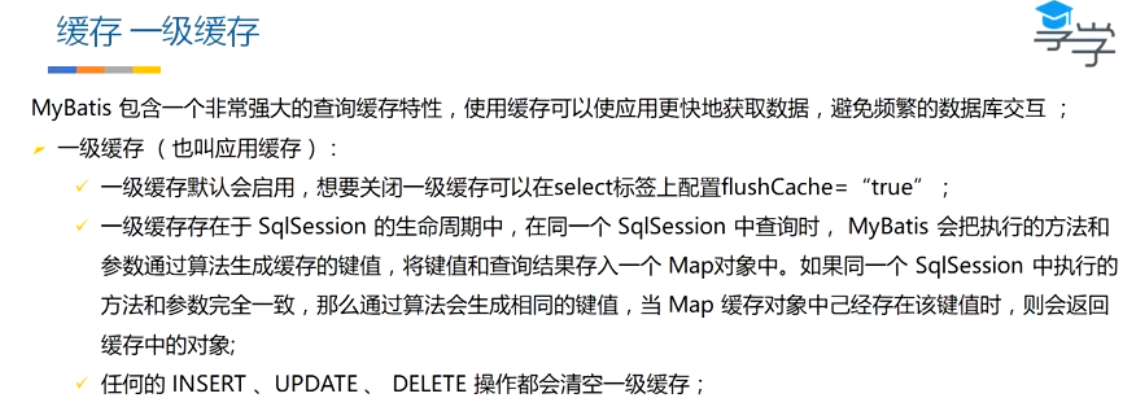 缓存 一级缓存
享学
MyBatis 包含一个非常强大的查询缓存特性，使用缓存可以使应用更快地获取数据，避免频繁的数据库交互 ；
一级缓存 （ 也叫应用缓存 ） ：
一级缓存默认会启用，想要关闭一级缓存可以在select标签上配置flushCache=“true” ；
一级缓存存在于 SqlSession 的生命周期中，在同一个 SqlSession 中查询时， MyBatis 会把执行的方法和
参数通过算法生成缓存的键值，将键值和查询结果存入一个 Map对象中。如果同一个 SqlSession 中执行的
方法和参数完全一致，那么通过算法会生成相同的键值，当 Map 缓存对象中己经存在该键值时，则会返回
缓存中的对象;
任何的 INSERT 、UPDATE 、 DELETE 操作都会清空一级缓存；